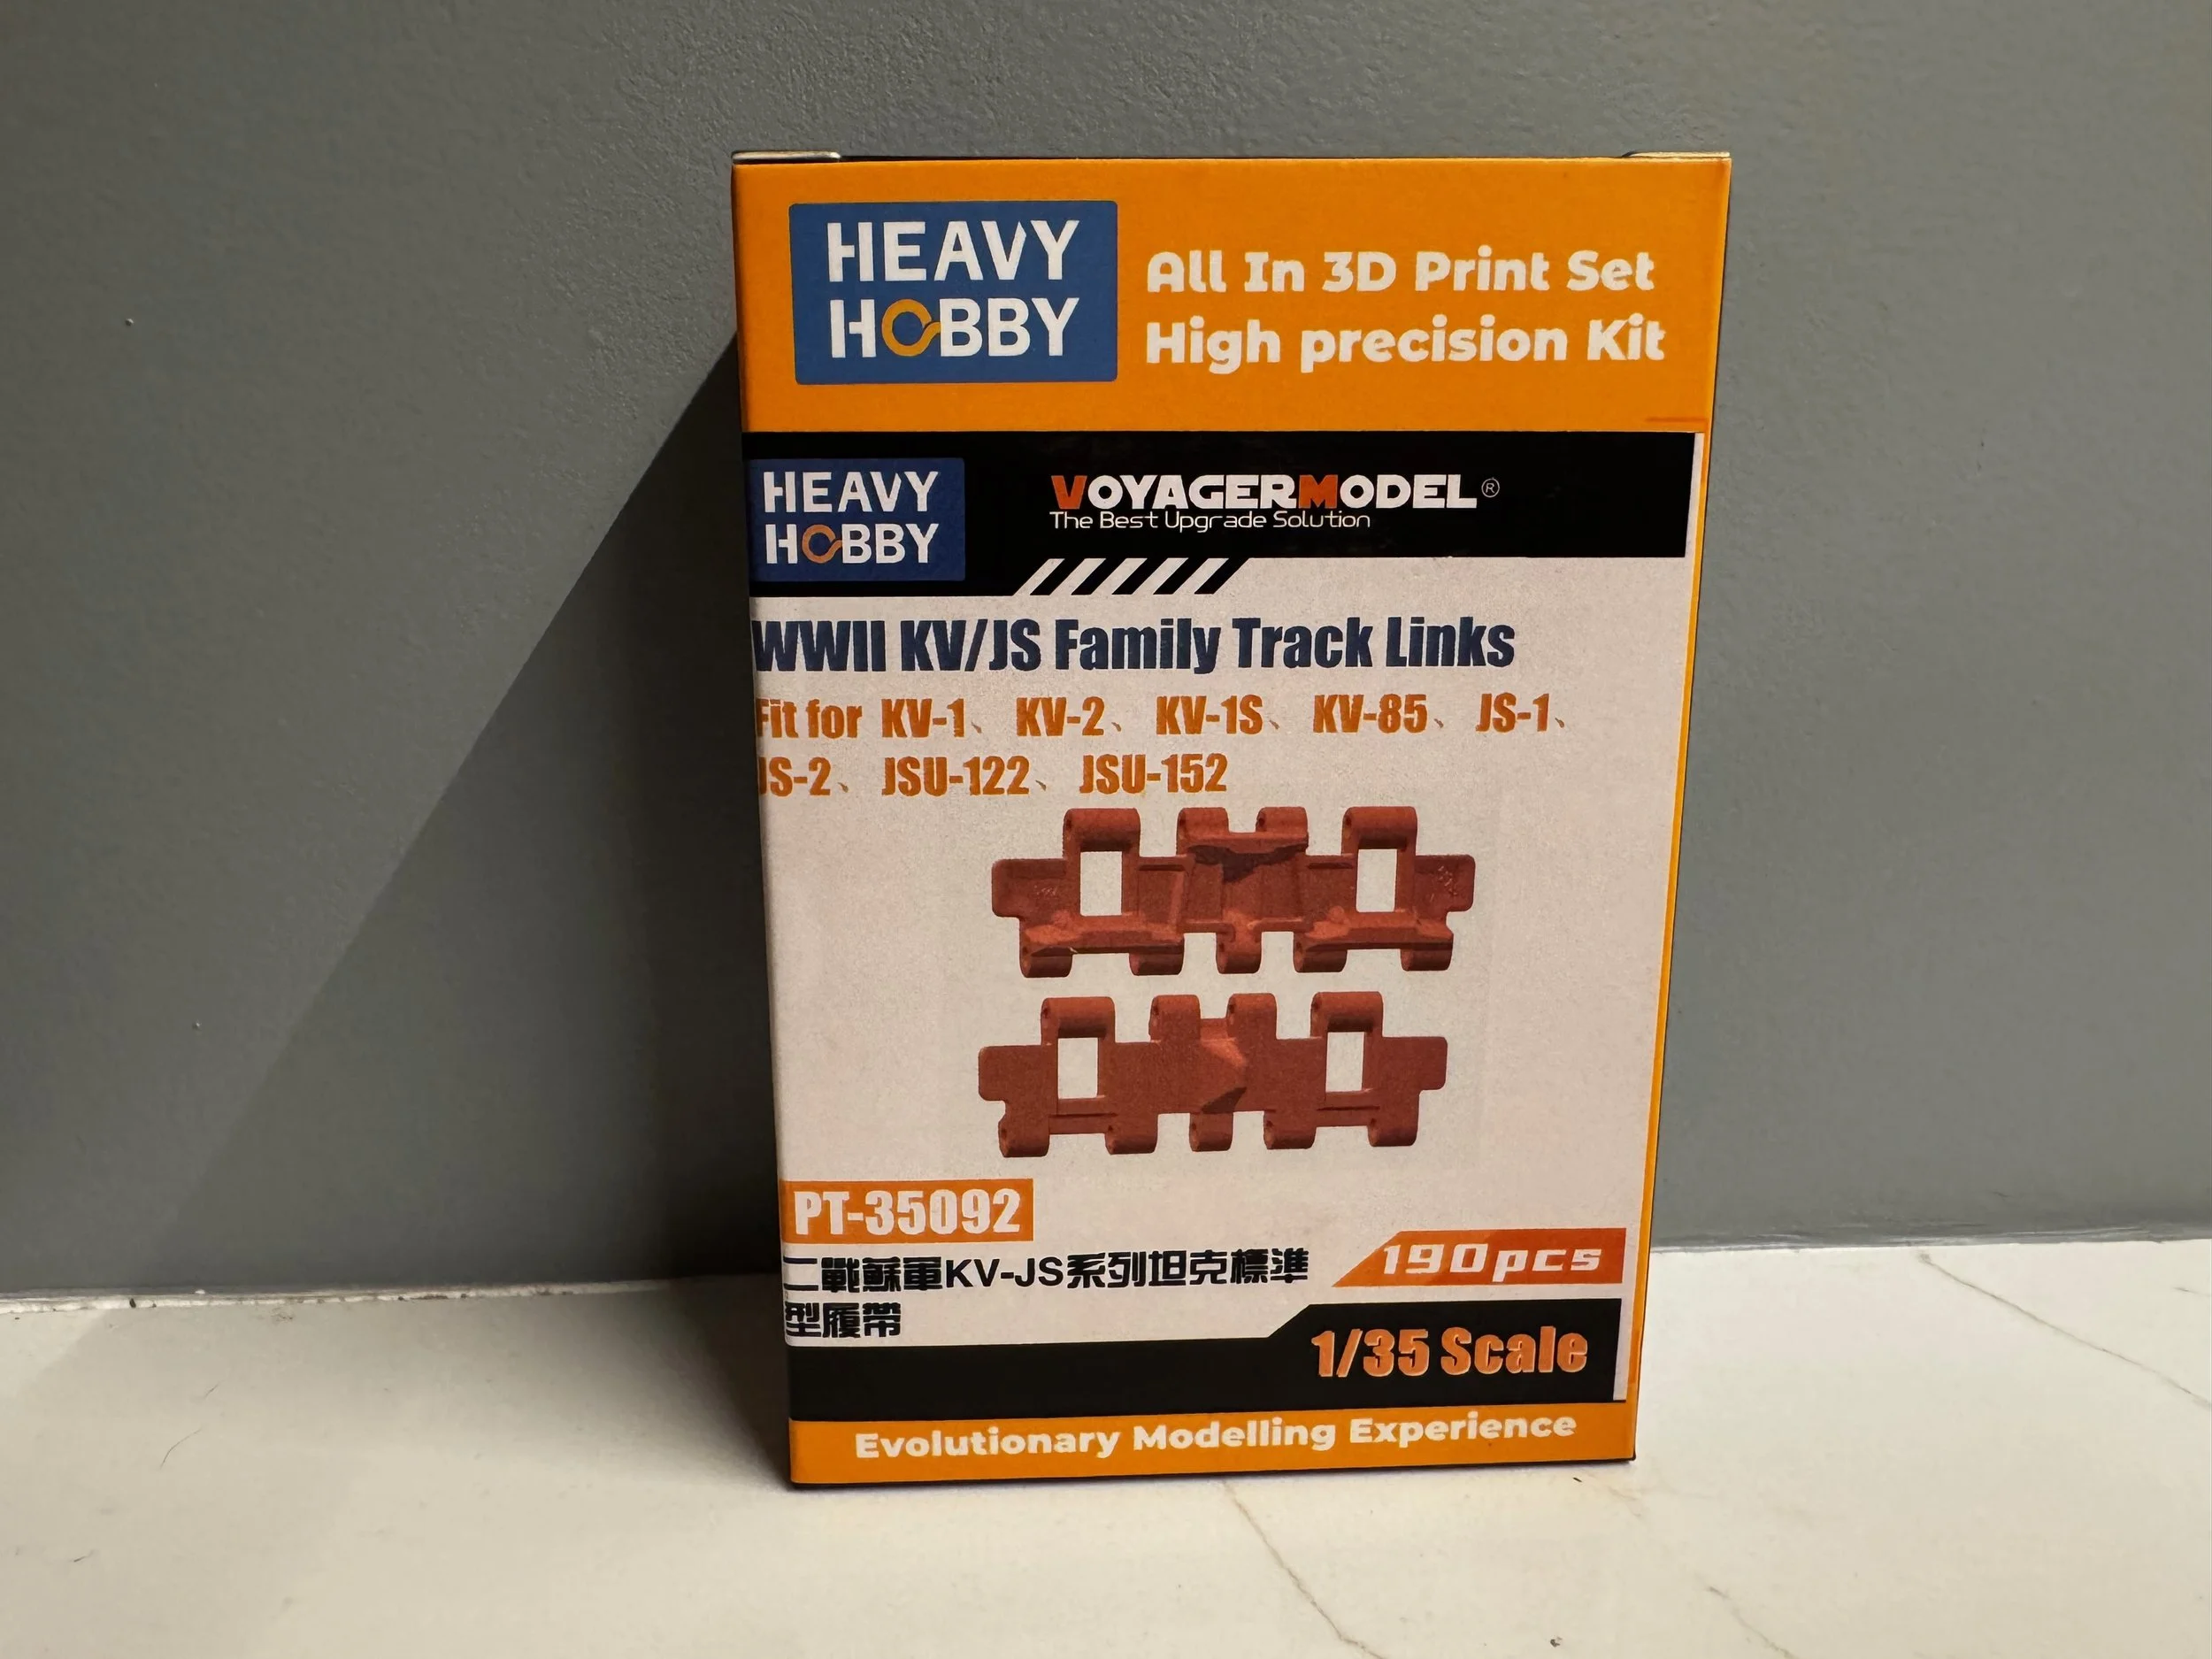 HEAVY
HOBBY
All In 3D Print Set
High precision Kit
HEAVY
HOBBY
VOYAGERMODEL®
The Best Upgrade Solution
WWII KV/JS Family Track Links
Fit for KV-1、 KV-2、 KV-1S、 KV-85、 JS-1、
JS-2、 JSU-122、 JSU-152
PT-35092
二戰蘇軍KV-JS系列坦克標準
型履帶
190pcs
1/35 Scale
Evolutionary Modelling Experience